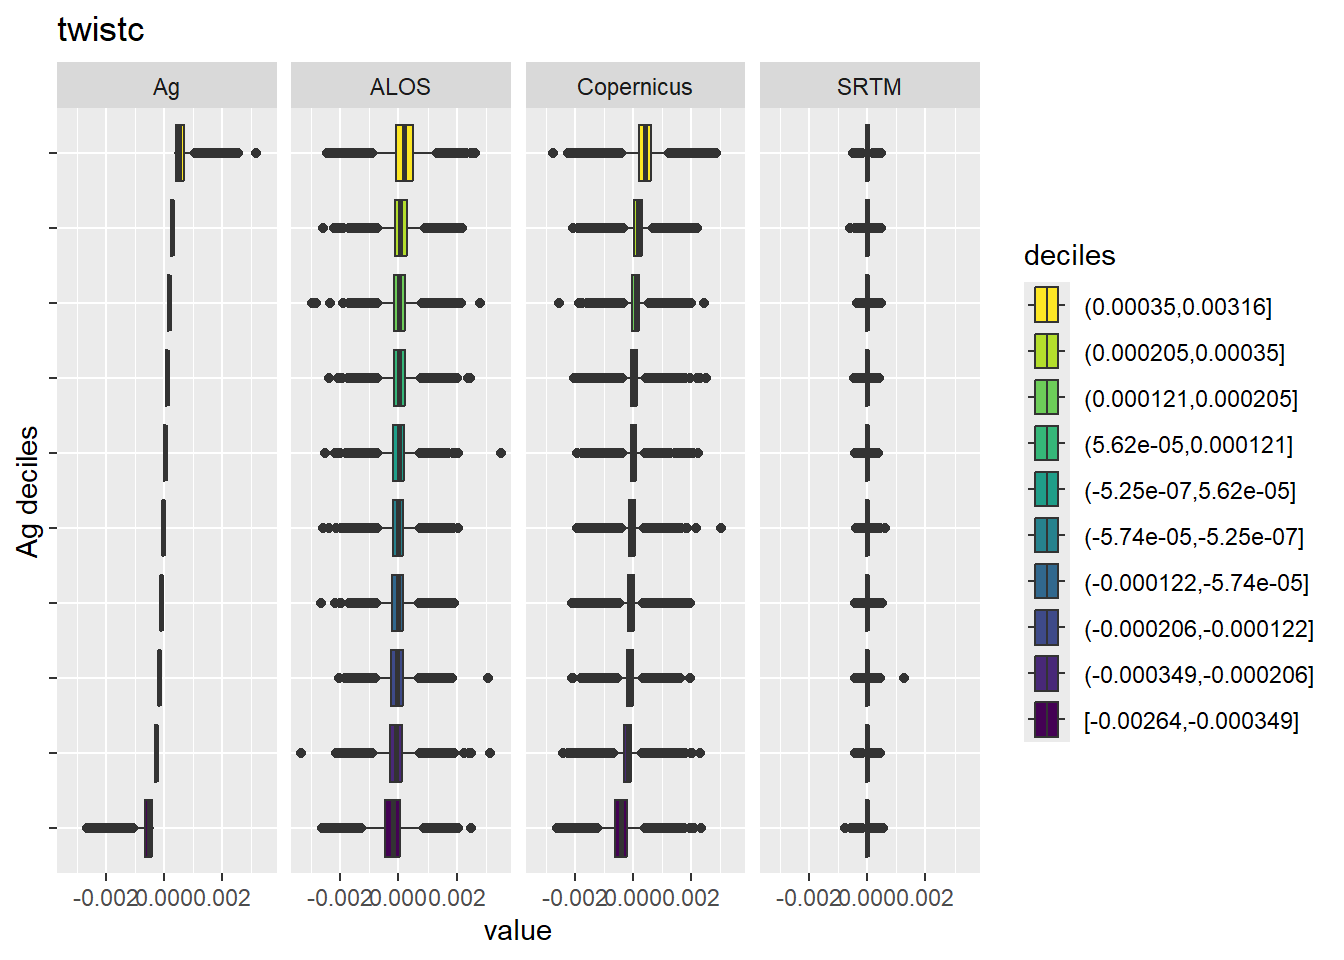 twistc
Ag ALOS Copernicus SRTM
Ag deciles
deciles
(0.00035,0.00316]
(0.000205,0.00035]
(0.000121,0.000205]
(5.62e-05,0.000121]
(-5.25e-07,5.62e-05]
(-5.74e-05,-5.25e-07]
(-0.000122,-5.74e-05]
(-0.000206,-0.000122]
(-0.000349,-0.000206]
[-0.00264,-0.000349]
-0.002 0.000 0.002 -0.002 0.000 0.002 -0.002 0.000 0.002 -0.002 0.000 0.002
value